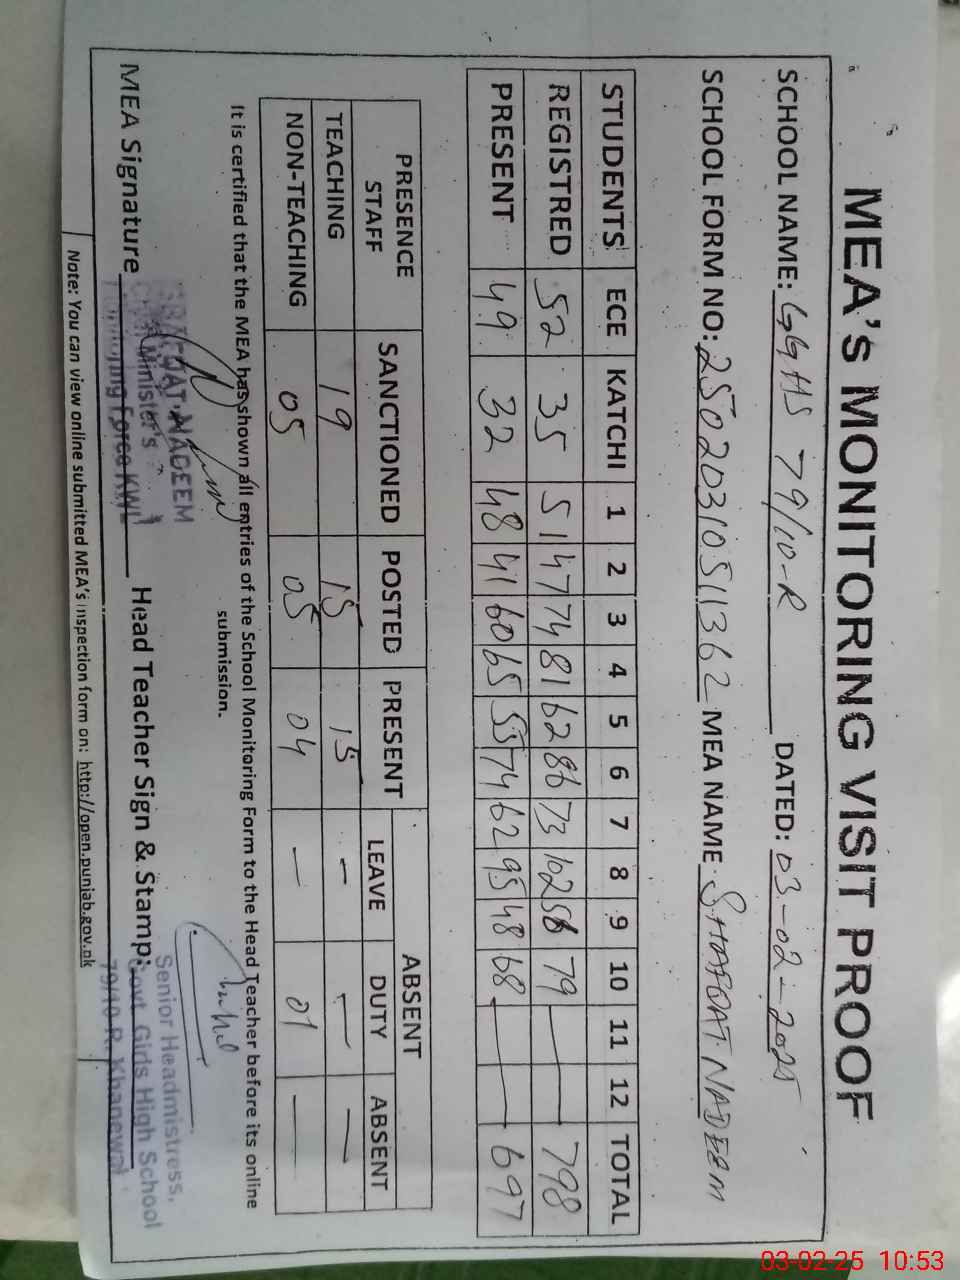 MEA's MONITORING VISIT PROOF
SCHOOL NAME: GGHS 79/10-R DATED: 03-02-2025
SCHOOL FORM NO: 25020310511362 MEA NAME SHAFQAT NADEEM
STUDENTS ECE KATCHI 1 2 3 4 5 6 7 8 9 10 11 12 TOTAL
REGISTRED 52 35 51 47 74 81 62 86 73 102 56 79 — — 798
PRESENT 49 32 48 41 60 65 55 74 62 95 48 68 — — 697
PRESENCE STAFF SANCTIONED POSTED PRESENT ABSENT
LEAVE DUTY ABSENT
TEACHING 19 15 15 — — —
NON-TEACHING 05 05 04 — 01 —
It is certified that the MEA has shown all entries of the School Monitoring Form to the Head Teacher before its online
submission.
SHAFQAT NADEEM
Chief Minister's
Monitoring Force KWL
MEA Signature Head Teacher Sign & Stamp:
Senior Headmistress,
Govt. Girls High School
79/10-R, Khanewal
Note: You can view online submitted MEA's inspection form on: http://open.punjab.gov.pk
03-02-25 10:53